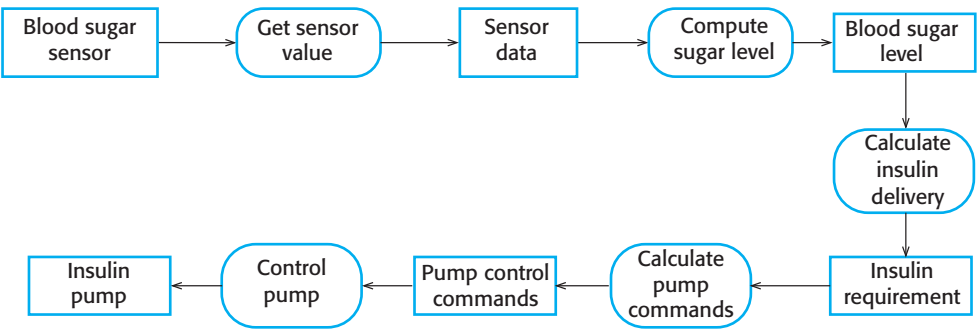 Blood sugar
sensor
Get sensor
value
Sensor
data
Compute
sugar level
Blood sugar
level
Calculate
insulin
delivery
Insulin
requirement
Calculate
pump
commands
Pump control
commands
Control
pump
Insulin
pump